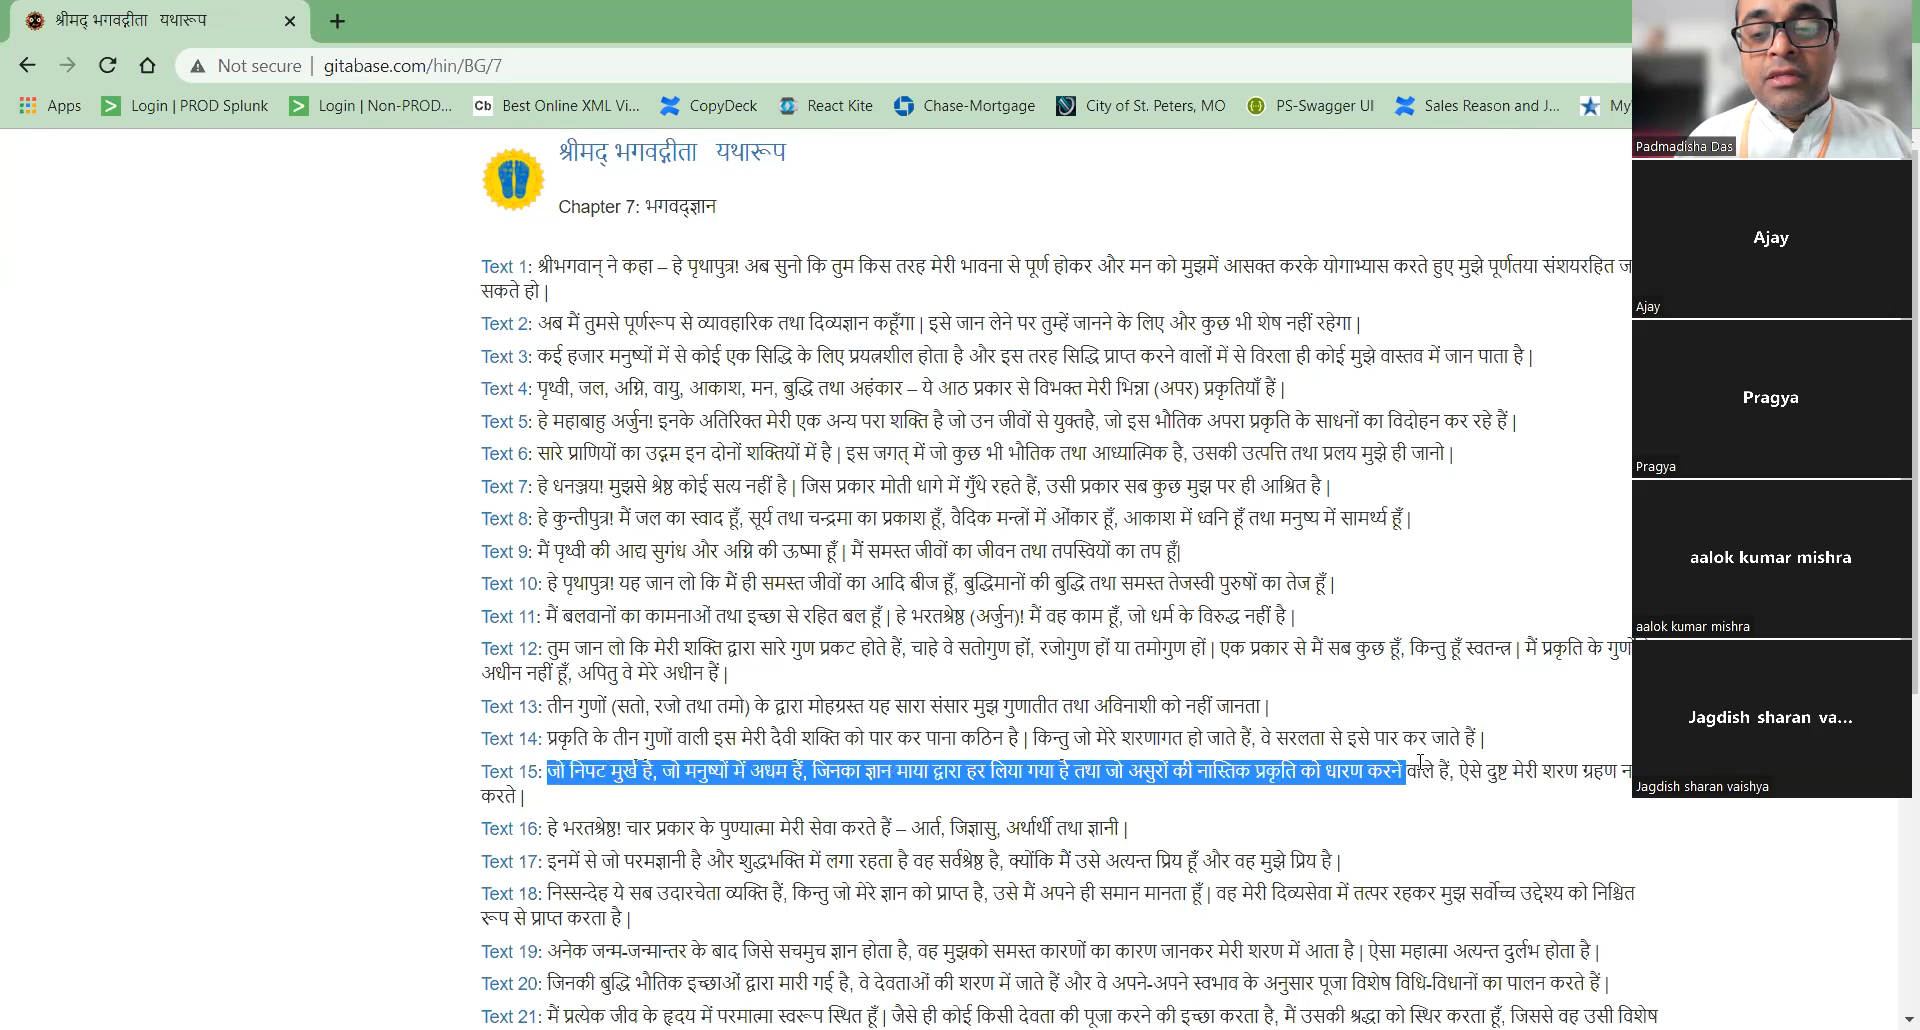 श्रीमद् भगवद्गीता यथारूप
Not secure | gitabase.com/hin/BG/7
Apps Login | PROD Splunk Login | Non-PROD... Cb Best Online XML Vi... CopyDeck React Kite Chase-Mortgage City of St. Peters, MO PS-Swagger UI Sales Reason and J... My
श्रीमद् भगवद्गीता यथारूप
Chapter 7: भगवद्ज्ञान
Text 1: श्रीभगवान् ने कहा – हे पृथापुत्र! अब सुनो कि तुम किस तरह मेरी भावना से पूर्ण होकर और मन को मुझमें आसक्त करके योगाभ्यास करते हुए मुझे पूर्णतया संशयरहित ज
सकते हो |
Text 2: अब मैं तुमसे पूर्णरूप से व्यावहारिक तथा दिव्यज्ञान कहूँगा | इसे जान लेने पर तुम्हें जानने के लिए और कुछ भी शेष नहीं रहेगा |
Text 3: कई हजार मनुष्यों में से कोई एक सिद्धि के लिए प्रयत्नशील होता है और इस तरह सिद्धि प्राप्त करने वालों में से विरला ही कोई मुझे वास्तव में जान पाता है |
Text 4: पृथ्वी, जल, अग्नि, वायु, आकाश, मन, बुद्धि तथा अहंकार – ये आठ प्रकार से विभक्त मेरी भिन्ना (अपर) प्रकृतियाँ हैं |
Text 5: हे महाबाहु अर्जुन! इनके अतिरिक्त मेरी एक अन्य परा शक्ति है जो उन जीवों से युक्तहै, जो इस भौतिक अपरा प्रकृति के साधनों का विदोहन कर रहे हैं |
Text 6: सारे प्राणियों का उद्गम इन दोनों शक्तियों में है | इस जगत् में जो कुछ भी भौतिक तथा आध्यात्मिक है, उसकी उत्पत्ति तथा प्रलय मुझे ही जानो |
Text 7: हे धनञ्जय! मुझसे श्रेष्ठ कोई सत्य नहीं है | जिस प्रकार मोती धागे में गुँथे रहते हैं, उसी प्रकार सब कुछ मुझ पर ही आश्रित है |
Text 8: हे कुन्तीपुत्र! मैं जल का स्वाद हूँ, सूर्य तथा चन्द्रमा का प्रकाश हूँ, वैदिक मन्त्रों में ओंकार हूँ, आकाश में ध्वनि हूँ तथा मनुष्य में सामर्थ्य हूँ |
Text 9: मैं पृथ्वी की आद्य सुगंध और अग्नि की ऊष्मा हूँ | मैं समस्त जीवों का जीवन तथा तपस्वियों का तप हूँ|
Text 10: हे पृथापुत्र! यह जान लो कि मैं ही समस्त जीवों का आदि बीज हूँ, बुद्धिमानों की बुद्धि तथा समस्त तेजस्वी पुरुषों का तेज हूँ |
Text 11: मैं बलवानों का कामनाओं तथा इच्छा से रहित बल हूँ | हे भरतश्रेष्ठ (अर्जुन)! मैं वह काम हूँ, जो धर्म के विरुद्ध नहीं है |
Text 12: तुम जान लो कि मेरी शक्ति द्वारा सारे गुण प्रकट होते हैं, चाहे वे सतोगुण हों, रजोगुण हों या तमोगुण हों | एक प्रकार से मैं सब कुछ हूँ, किन्तु हूँ स्वतन्त्र | मैं प्रकृति के गुणों
अधीन नहीं हूँ, अपितु वे मेरे अधीन हैं |
Text 13: तीन गुणों (सतो, रजो तथा तमो) के द्वारा मोहग्रस्त यह सारा संसार मुझ गुणातीत तथा अविनाशी को नहीं जानता |
Text 14: प्रकृति के तीन गुणों वाली इस मेरी दैवी शक्ति को पार कर पाना कठिन है | किन्तु जो मेरे शरणागत हो जाते हैं, वे सरलता से इसे पार कर जाते हैं |
Text 15: जो निपट मुर्ख है, जो मनुष्यों में अधम हैं, जिनका ज्ञान माया द्वारा हर लिया गया है तथा जो असुरों की नास्तिक प्रकृति को धारण करने वाले हैं, ऐसे दुष्ट मेरी शरण ग्रहण न
करते |
Text 16: हे भरतश्रेष्ठ! चार प्रकार के पुण्यात्मा मेरी सेवा करते हैं – आर्त, जिज्ञासु, अर्थार्थी तथा ज्ञानी |
Text 17: इनमें से जो परमज्ञानी है और शुद्धभक्ति में लगा रहता है वह सर्वश्रेष्ठ है, क्योंकि मैं उसे अत्यन्त प्रिय हूँ और वह मुझे प्रिय है |
Text 18: निस्सन्देह ये सब उदारचेता व्यक्ति हैं, किन्तु जो मेरे ज्ञान को प्राप्त है, उसे मैं अपने ही समान मानता हूँ | वह मेरी दिव्यसेवा में तत्पर रहकर मुझ सर्वोच्च उद्देश्य को निश्चित
रूप से प्राप्त करता है |
Text 19: अनेक जन्म-जन्मान्तर के बाद जिसे सचमुच ज्ञान होता है, वह मुझको समस्त कारणों का कारण जानकर मेरी शरण में आता है | ऐसा महात्मा अत्यन्त दुर्लभ होता है |
Text 20: जिनकी बुद्धि भौतिक इच्छाओं द्वारा मारी गई है, वे देवताओं की शरण में जाते हैं और वे अपने-अपने स्वभाव के अनुसार पूजा विशेष विधि-विधानों का पालन करते हैं |
Text 21: मैं प्रत्येक जीव के हृदय में परमात्मा स्वरूप स्थित हूँ | जैसे ही कोई किसी देवता की पूजा करने की इच्छा करता है, मैं उसकी श्रद्धा को स्थिर करता हूँ, जिससे वह उसी विशेष
Padmadisha Das
Ajay
Ajay
Pragya
Pragya
aalok kumar mishra
aalok kumar mishra
Jagdish sharan va...
Jagdish sharan vaishya